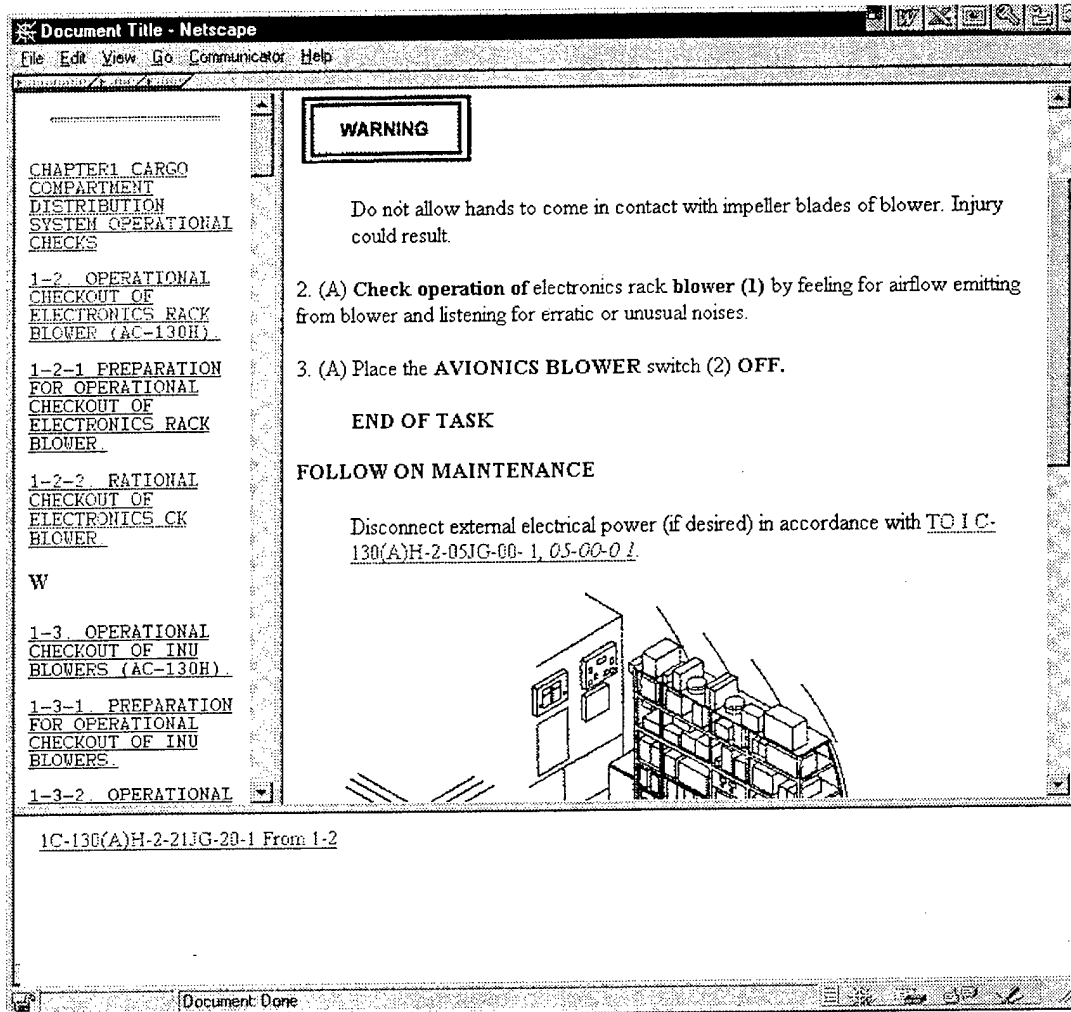 Document Title - Netscape
File Edit View Go Communicator Help
CHAPTER1 CARGO
COMPARTMENT
DISTRIBUTION
SYSTEM OPERATIONAL
CHECKS
1-2. OPERATIONAL
CHECKOUT OF
ELECTRONICS RACK
BLOWER (AC-130H).
1-2-1 PREPARATION
FOR OPERATIONAL
CHECKOUT OF
ELECTRONICS RACK
BLOWER.
1-2-2. RATIONAL
CHECKOUT OF
ELECTRONICS CK
BLOWER.
W
1-3. OPERATIONAL
CHECKOUT OF INU
BLOWERS (AC-130H).
1-3-1. PREPARATION
FOR OPERATIONAL
CHECKOUT OF INU
BLOWERS.
1-3-2. OPERATIONAL
WARNING
Do not allow hands to come in contact with impeller blades of blower. Injury
could result.
2. (A) Check operation of electronics rack blower (1) by feeling for airflow emitting
from blower and listening for erratic or unusual noises.
3. (A) Place the AVIONICS BLOWER switch (2) OFF.
END OF TASK
FOLLOW ON MAINTENANCE
Disconnect external electrical power (if desired) in accordance with TO I C-
130(A)H-2-05JG-00- 1, 05-00-0 1.
1C-130(A)H-2-21JG-20-1 From 1-2
Document: Done